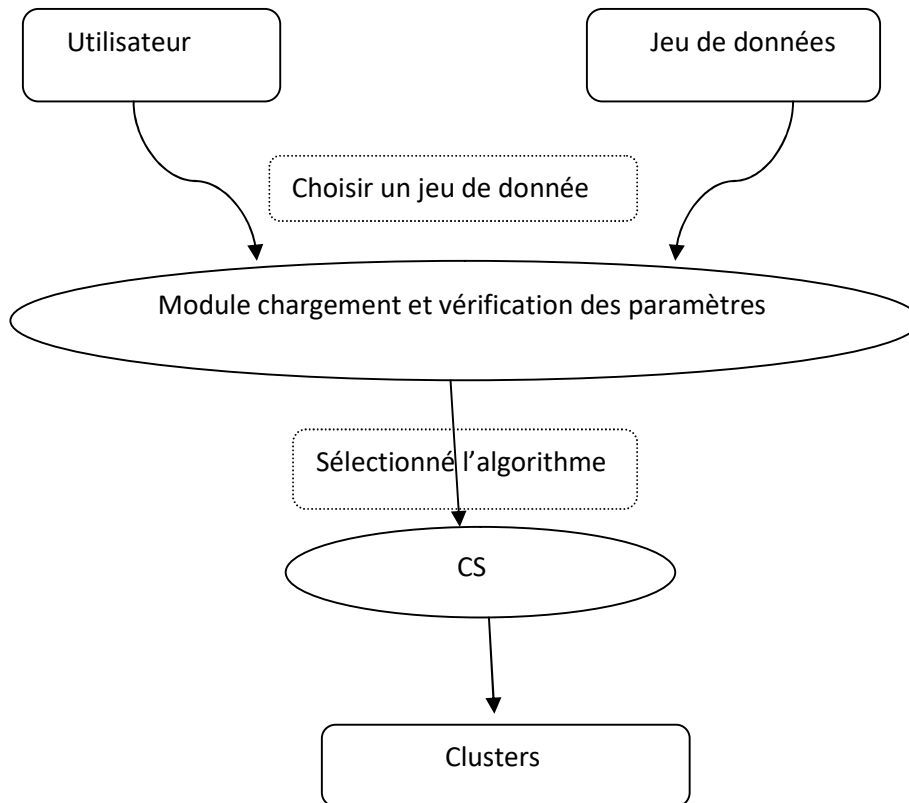 Utilisateur
Jeu de données
Choisir un jeu de donnée
Module chargement et vérification des paramètres
Sélectionné l’algorithme
CS
Clusters